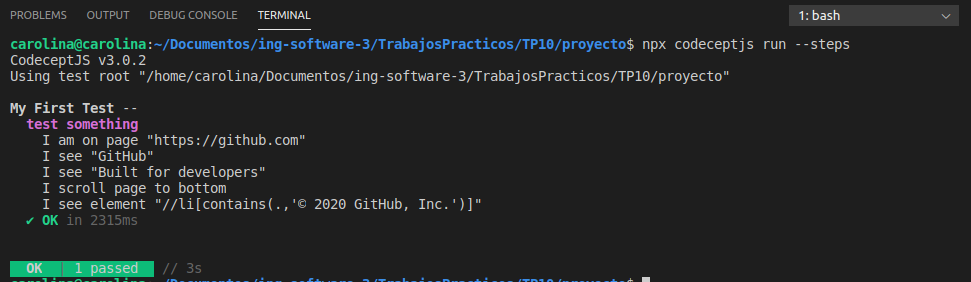 PROBLEMS OUTPUT DEBUG CONSOLE TERMINAL 1: bash
carolina@carolina:~/Documentos/ing-software-3/TrabajosPracticos/TP10/proyecto$ npx codeceptjs run --steps
CodeceptJS v3.0.2
Using test root "/home/carolina/Documentos/ing-software-3/TrabajosPracticos/TP10/proyecto"
My First Test --
test something
I am on page "https://github.com"
I see "GitHub"
I see "Built for developers"
I scroll page to bottom
I see element "//li[contains(.,'© 2020 GitHub, Inc.')]"
✔ OK in 2315ms
OK | 1 passed // 3s
carolina@carolina:~/Documentos/ing-software-3/TrabajosPracticos/TP10/proyecto$